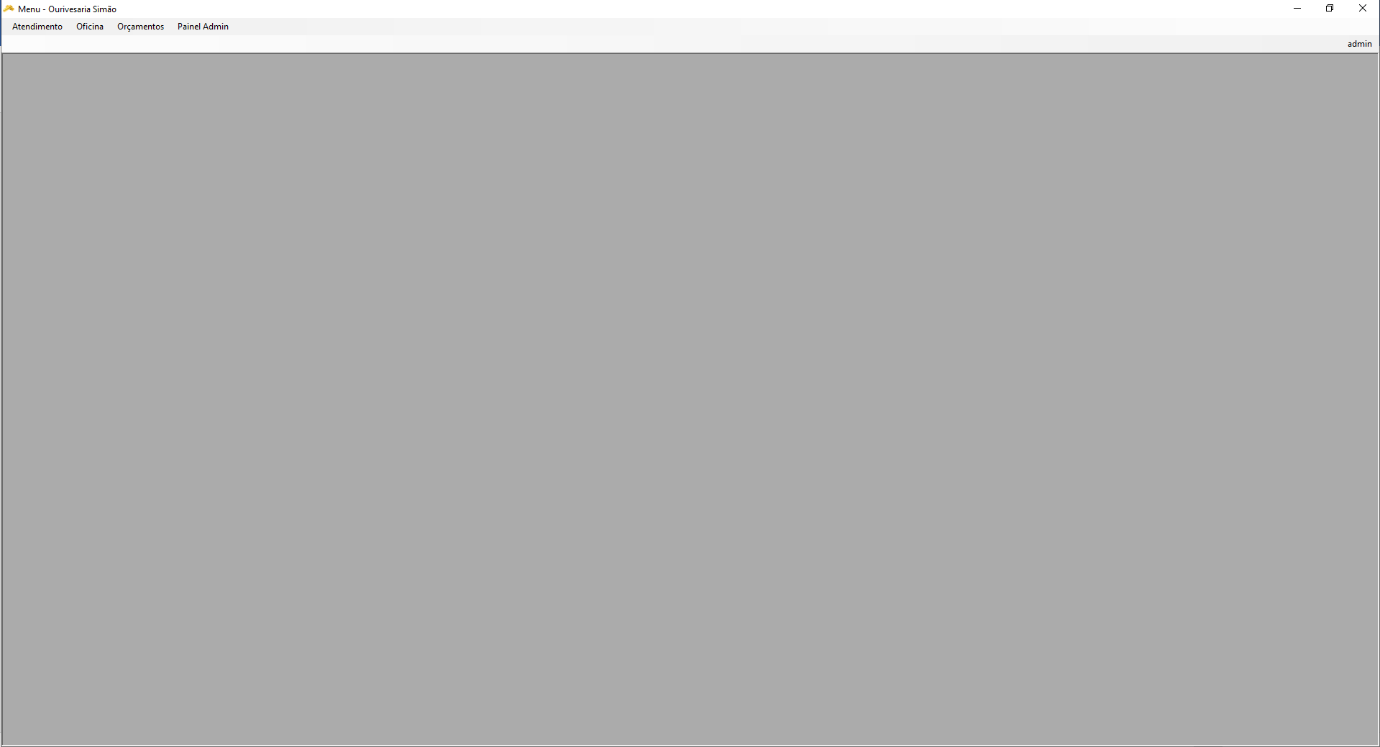 Menu - Ourivesaria Simão
Atendimento Oficina Orçamentos Painel Admin
admin